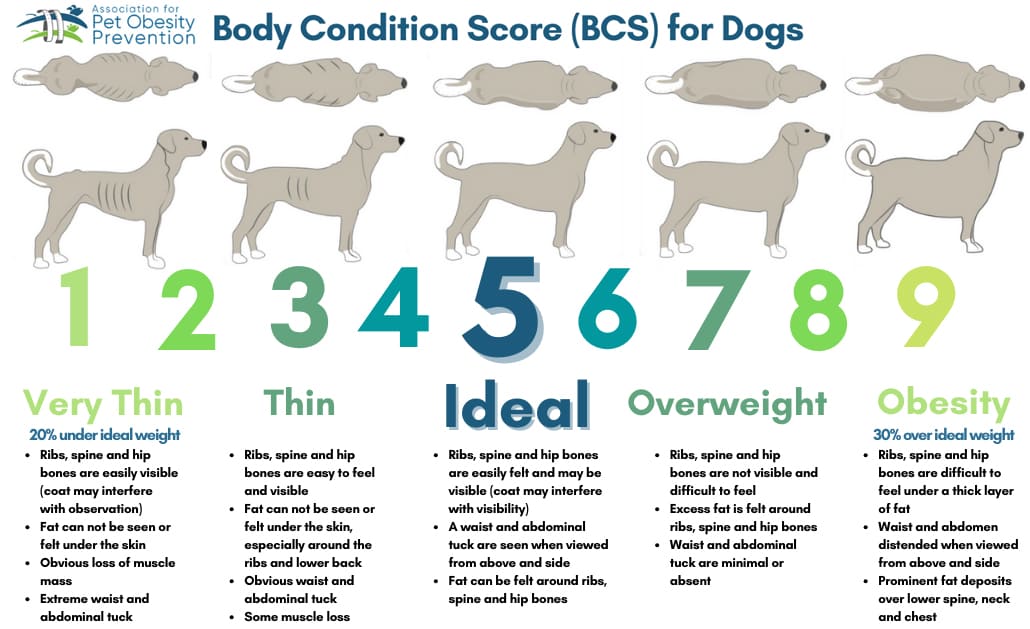 Association for
Pet Obesity
Prevention
Body Condition Score (BCS) for Dogs
1 2 3 4 5 6 7 8 9
Very Thin
20% under ideal weight
• Ribs, spine and hip
bones are easily visible
(coat may interfere
with observation)
• Fat can not be seen or
felt under the skin
• Obvious loss of muscle
mass
• Extreme waist and
abdominal tuck
Thin
• Ribs, spine and hip
bones are easy to feel
and visible
• Fat can not be seen or
felt under the skin,
especially around the
ribs and lower back
• Obvious waist and
abdominal tuck
• Some muscle loss
Ideal
• Ribs, spine and hip bones
are easily felt and may be
visible (coat may interfere
with visibility)
• A waist and abdominal
tuck are seen when viewed
from above and side
• Fat can be felt around ribs,
spine and hip bones
Overweight
• Ribs, spine and hip
bones are not visible and
difficult to feel
• Excess fat is felt around
ribs, spine and hip bones
• Waist and abdominal
tuck are minimal or
absent
Obesity
30% over ideal weight
• Ribs, spine and hip
bones are difficult to
feel under a thick layer
of fat
• Waist and abdomen
distended when viewed
from above and side
• Prominent fat deposits
over lower spine, neck
and chest